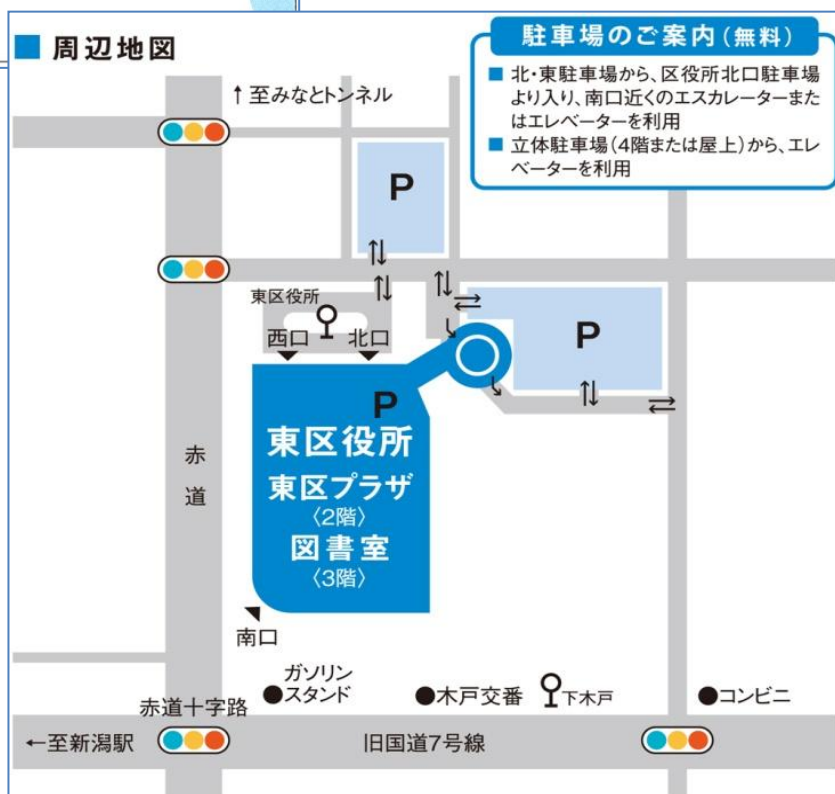 ■ 周辺地図
駐車場のご案内(無料)
■ 北・東駐車場から、区役所北口駐車場
より入り、南口近くのエスカレーターまた
はエレベーターを利用
■ 立体駐車場(4階または屋上)から、エレ
ベーターを利用
↑至みなとトンネル
P
東区役所
西口
北口
P
P
東区役所
東区プラザ
〈2階〉
図書室
〈3階〉
赤道
南口
ガソリン
●スタンド
●木戸交番
下木戸
●コンビニ
赤道十字路
←至新潟駅
旧国道7号線